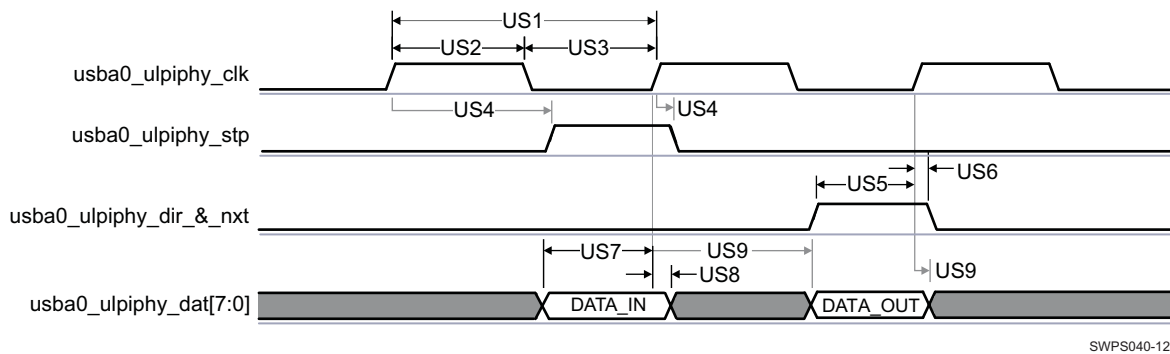 US1
US2 US3
usba0_ulpiphy_clk
US4 US4
usba0_ulpiphy_stp
US5 US6
usba0_ulpiphy_dir_&_nxt
US7 US9
US8 US9
usba0_ulpiphy_dat[7:0] DATA_IN DATA_OUT
SWPS040-12